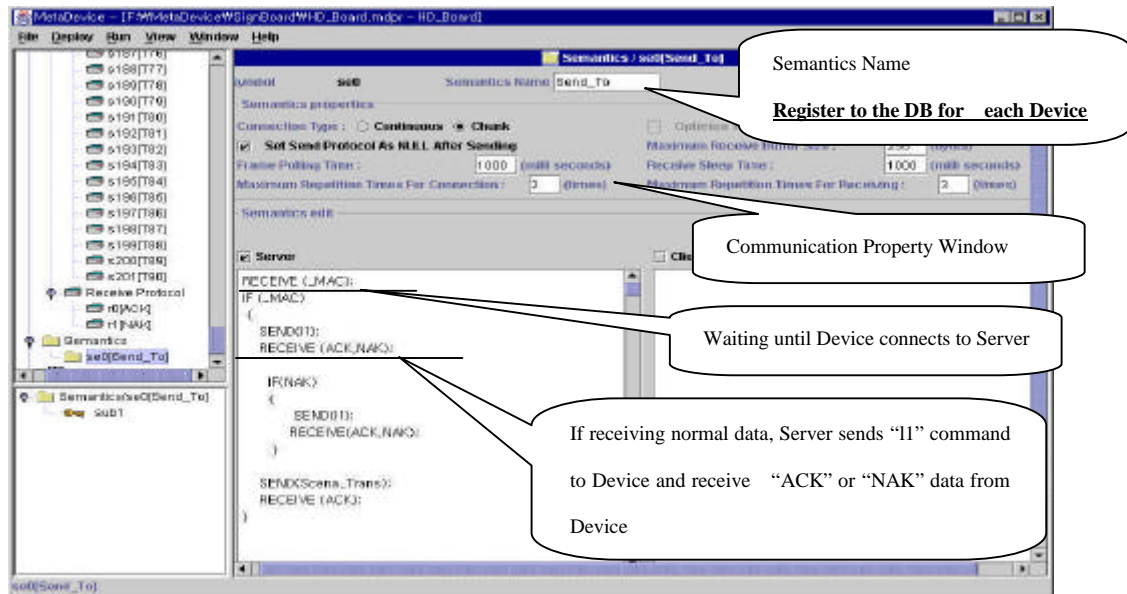 MetaDevice - [F:\MetaDevice\SignBoard\HD_Board.mdpr - HD_Board]
File Deploy Run View Window Help
s187[T76]
s188[T77]
s189[T78]
s190[T79]
s191[T80]
s192[T81]
s193[T82]
s194[T83]
s195[T84]
s196[T85]
s197[T86]
s198[T87]
s199[T88]
s200[T89]
s201[T90]
Receive Protocol
r0[ACK]
r1[NAK]
Semantics
se0[Send_To]
Semantics/se0[Send_To]
sub1
Semantics / se0[Send_To]
symbol se0 Semantics Name Send_To
Semantics properties
Connection Type : Continuous Chunk
Set Send Protocol As NULL After Sending
Maximum Receive Buffer Size :
Frame Polling Time : 1000 (milli seconds) Receive Sleep Time : 1000 (milli seconds)
Maximum Repetition Times For Connection : (times) Maximum Repetition Times For Receiving : (times)
Semantics edit
Server
RECEIVE (_MAC);
IF (_MAC)
{
SEND(l1);
RECEIVE (ACK,NAK);
IF(NAK)
{
SEND(l1);
RECEIVE(ACK,NAK);
}
SEND(Scena_Trans);
RECEIVE (ACK);
}
Semantics Name
Register to the DB for each Device
Communication Property Window
Waiting until Device connects to Server
If receiving normal data, Server sends “l1” command
to Device and receive “ACK” or “NAK” data from
Device
se0[Send_To]